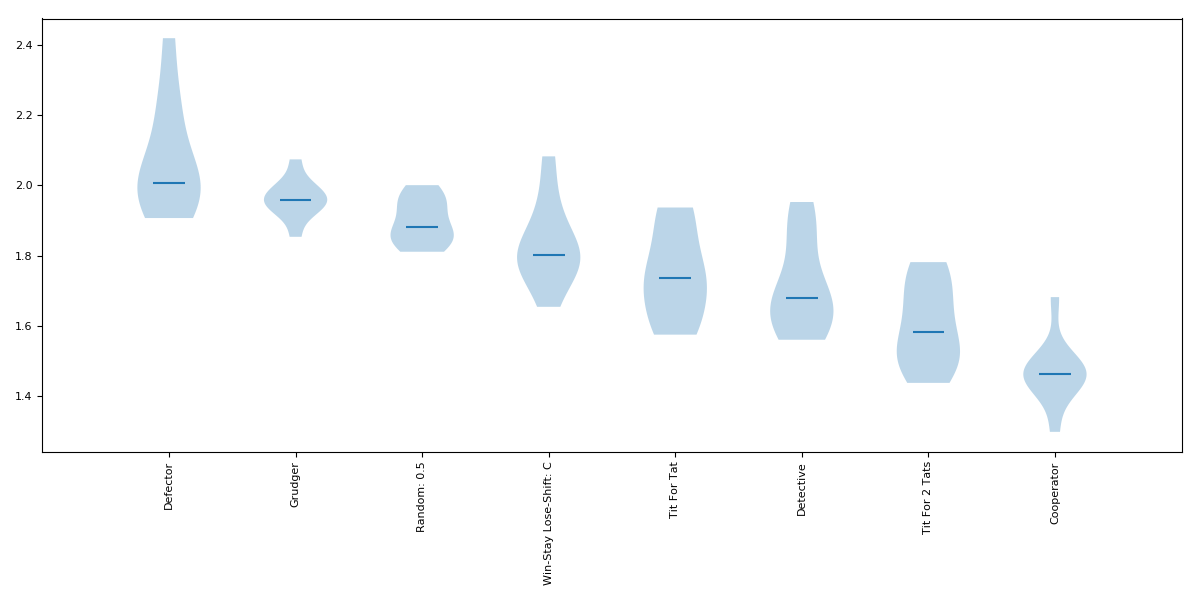 2.4
2.2
2.0
1.8
1.6
1.4
Defector
Grudger
Random: 0.5
Win-Stay Lose-Shift: C
Tit For Tat
Detective
Tit For 2 Tats
Cooperator